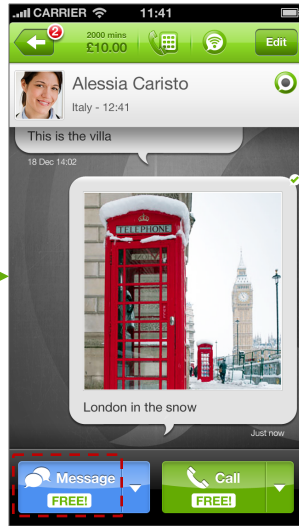 CARRIER 11:41
2
2000 mins
£10.00
Edit
Alessia Caristo
Italy - 12:41
This is the villa
18 Dec 14:02
TELEPHONE
London in the snow
Just now
Message
FREE!
Call
FREE!